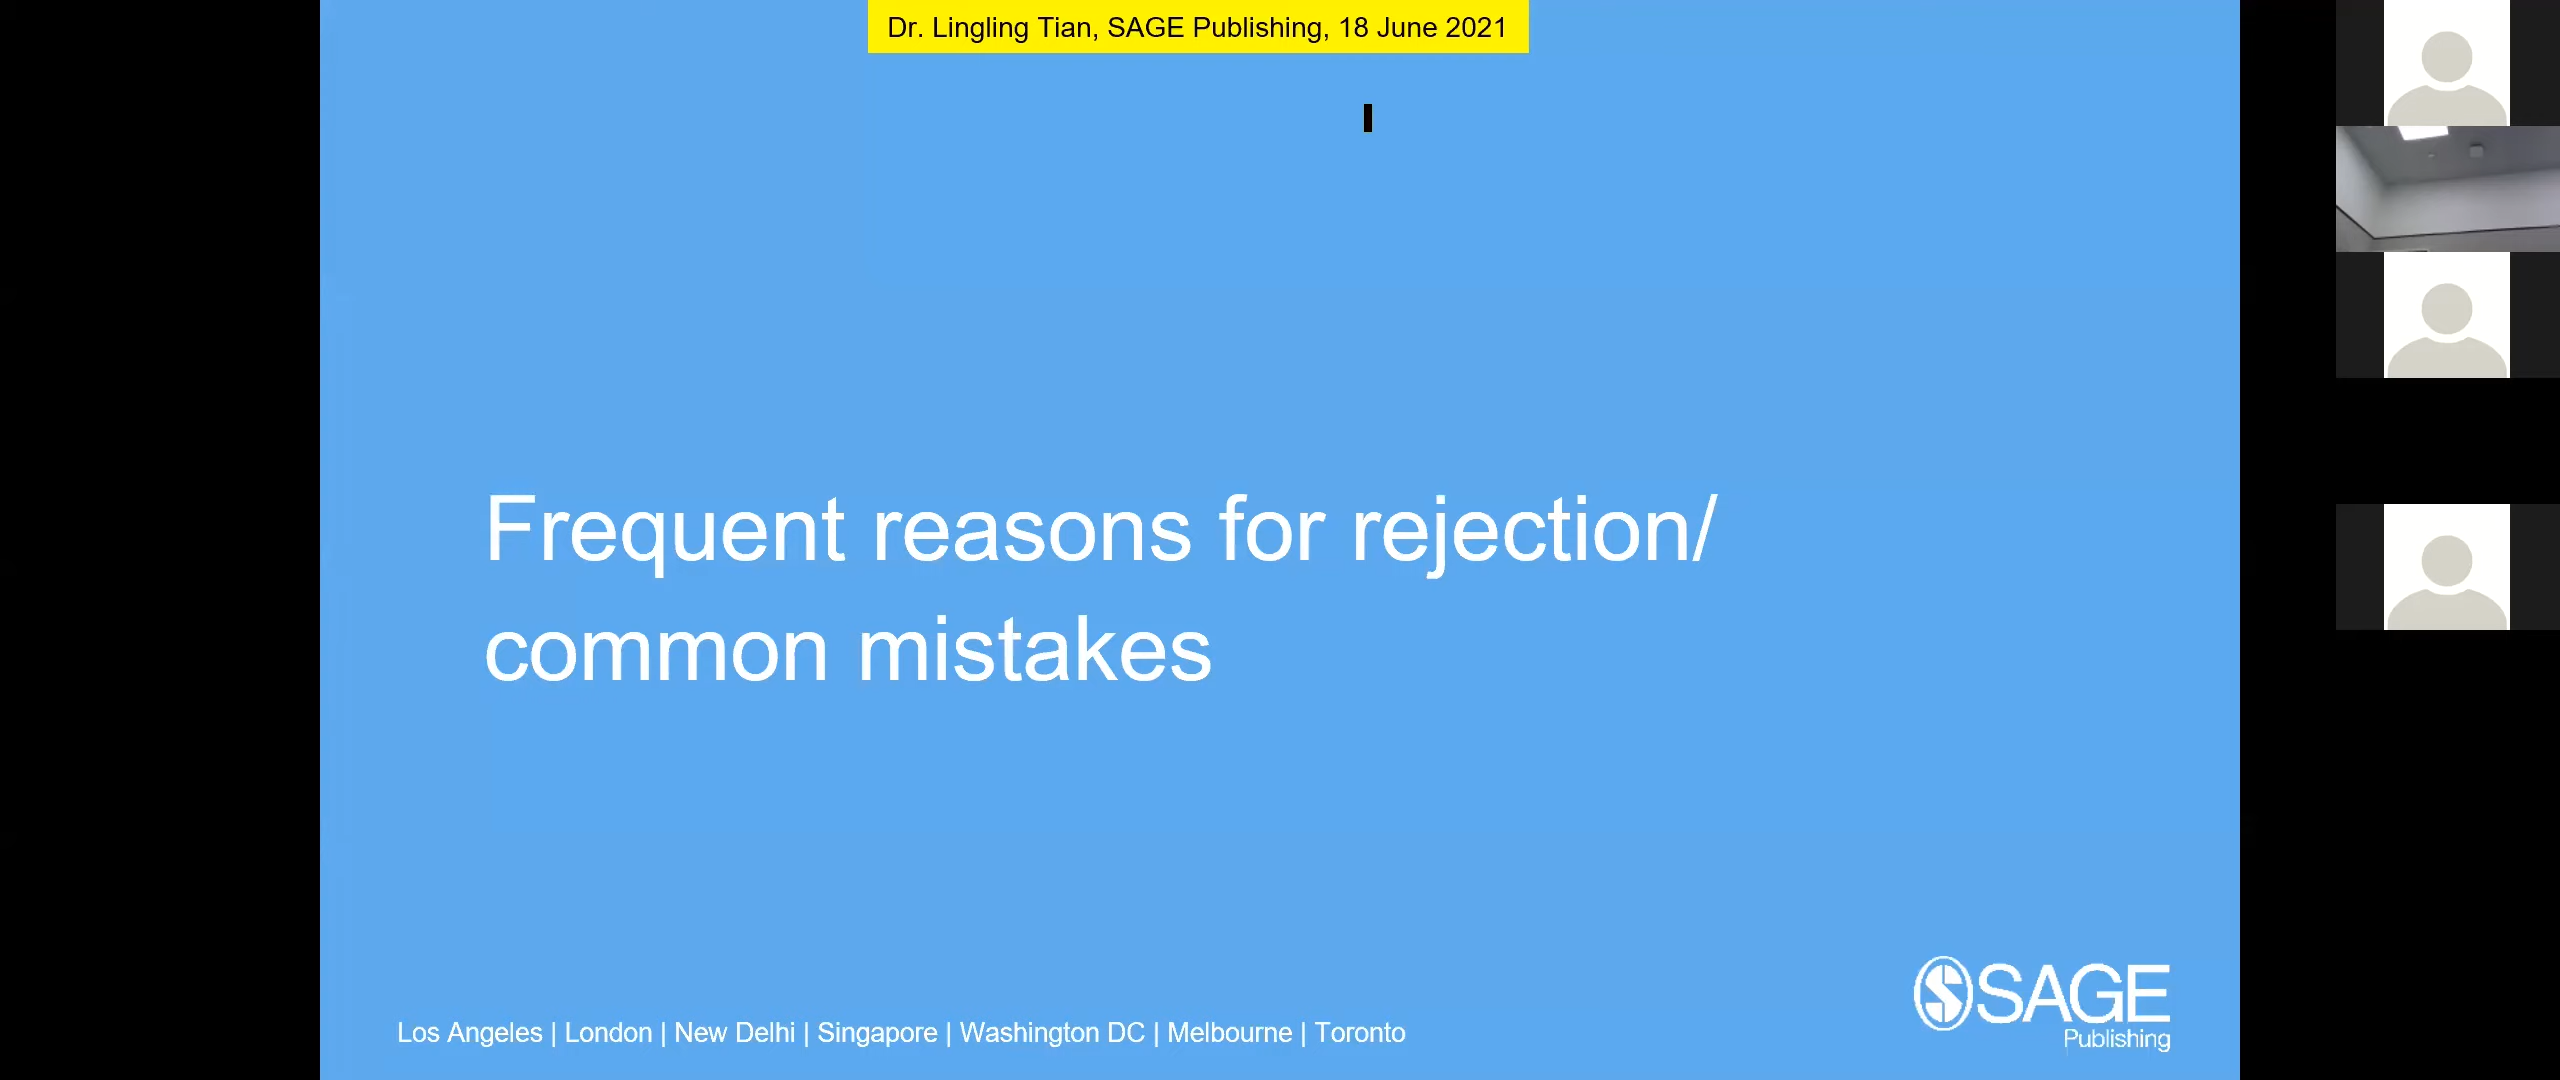 Dr. Lingling Tian, SAGE Publishing, 18 June 2021
Frequent reasons for rejection/
common mistakes
SAGE
Publishing
Los Angeles | London | New Delhi | Singapore | Washington DC | Melbourne | Toronto